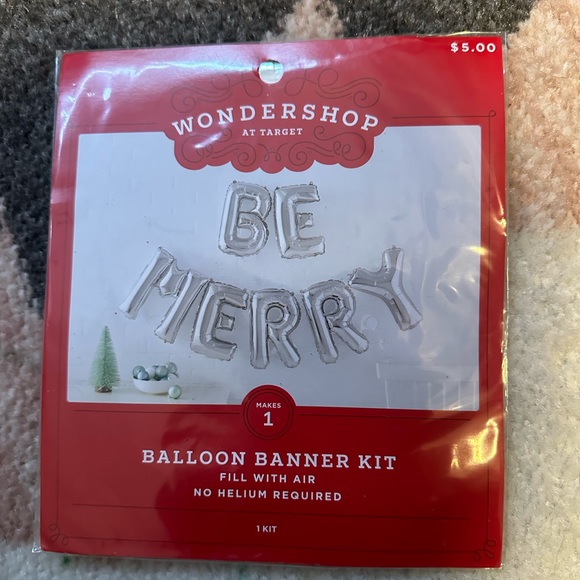 $5.00
WONDERSHOP
AT TARGET
BE
MERRY
MAKES
1
BALLOON BANNER KIT
FILL WITH AIR
NO HELIUM REQUIRED
1 KIT